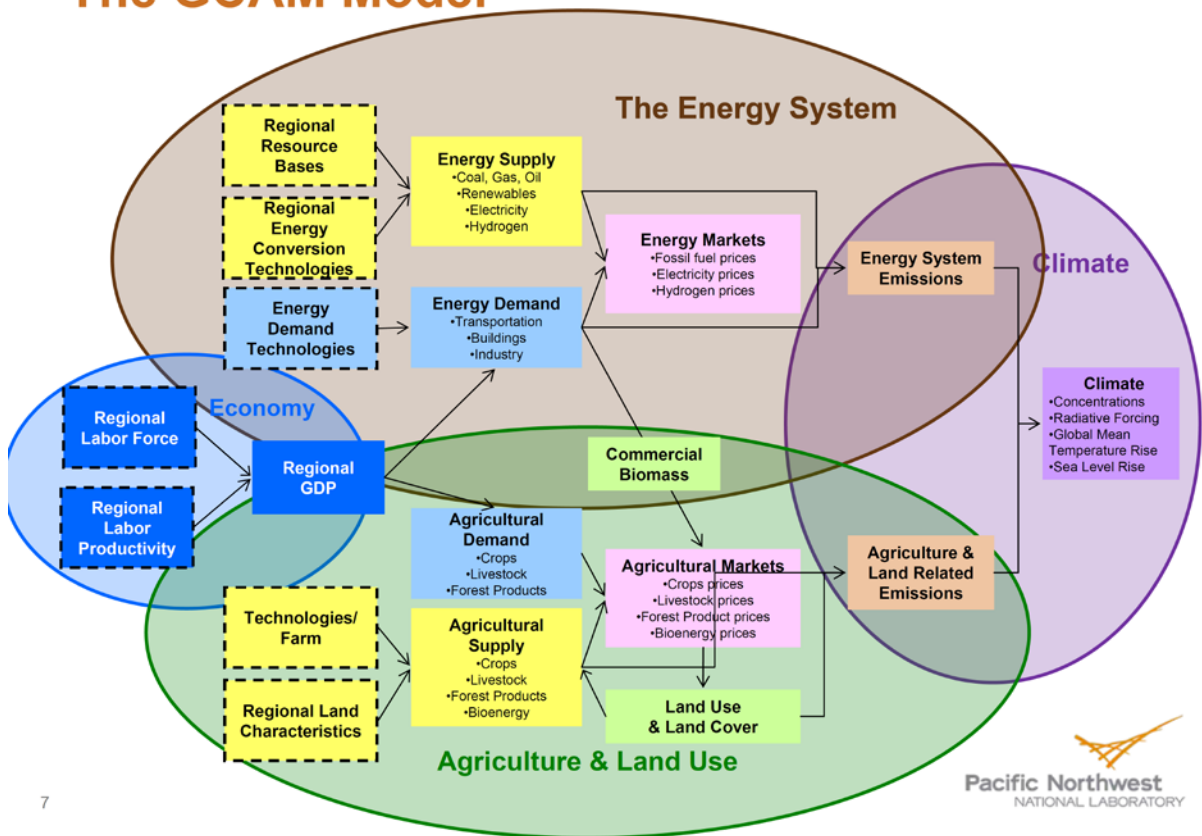 The GCAM Model
The Energy System
Regional
Resource
Bases
Energy Supply
•Coal, Gas, Oil
•Renewables
•Electricity
•Hydrogen
Regional
Energy
Conversion
Technologies
Energy Markets
•Fossil fuel prices
•Electricity prices
•Hydrogen prices
Energy System
Emissions
Climate
Energy
Demand
Technologies
Energy Demand
•Transportation
•Buildings
•Industry
Economy
Regional
Labor Force
Regional
GDP
Regional
Labor
Productivity
Commercial
Biomass
Climate
•Concentrations
•Radiative Forcing
•Global Mean
Temperature Rise
•Sea Level Rise
Agricultural
Demand
•Crops
•Livestock
•Forest Products
Agricultural Markets
•Crops prices
•Livestock prices
•Forest Product prices
•Bioenergy prices
Agriculture &
Land Related
Emissions
Technologies/
Farm
Agricultural
Supply
•Crops
•Livestock
•Forest Products
•Bioenergy
Regional Land
Characteristics
Land Use
& Land Cover
Agriculture & Land Use
Pacific Northwest
NATIONAL LABORATORY
7